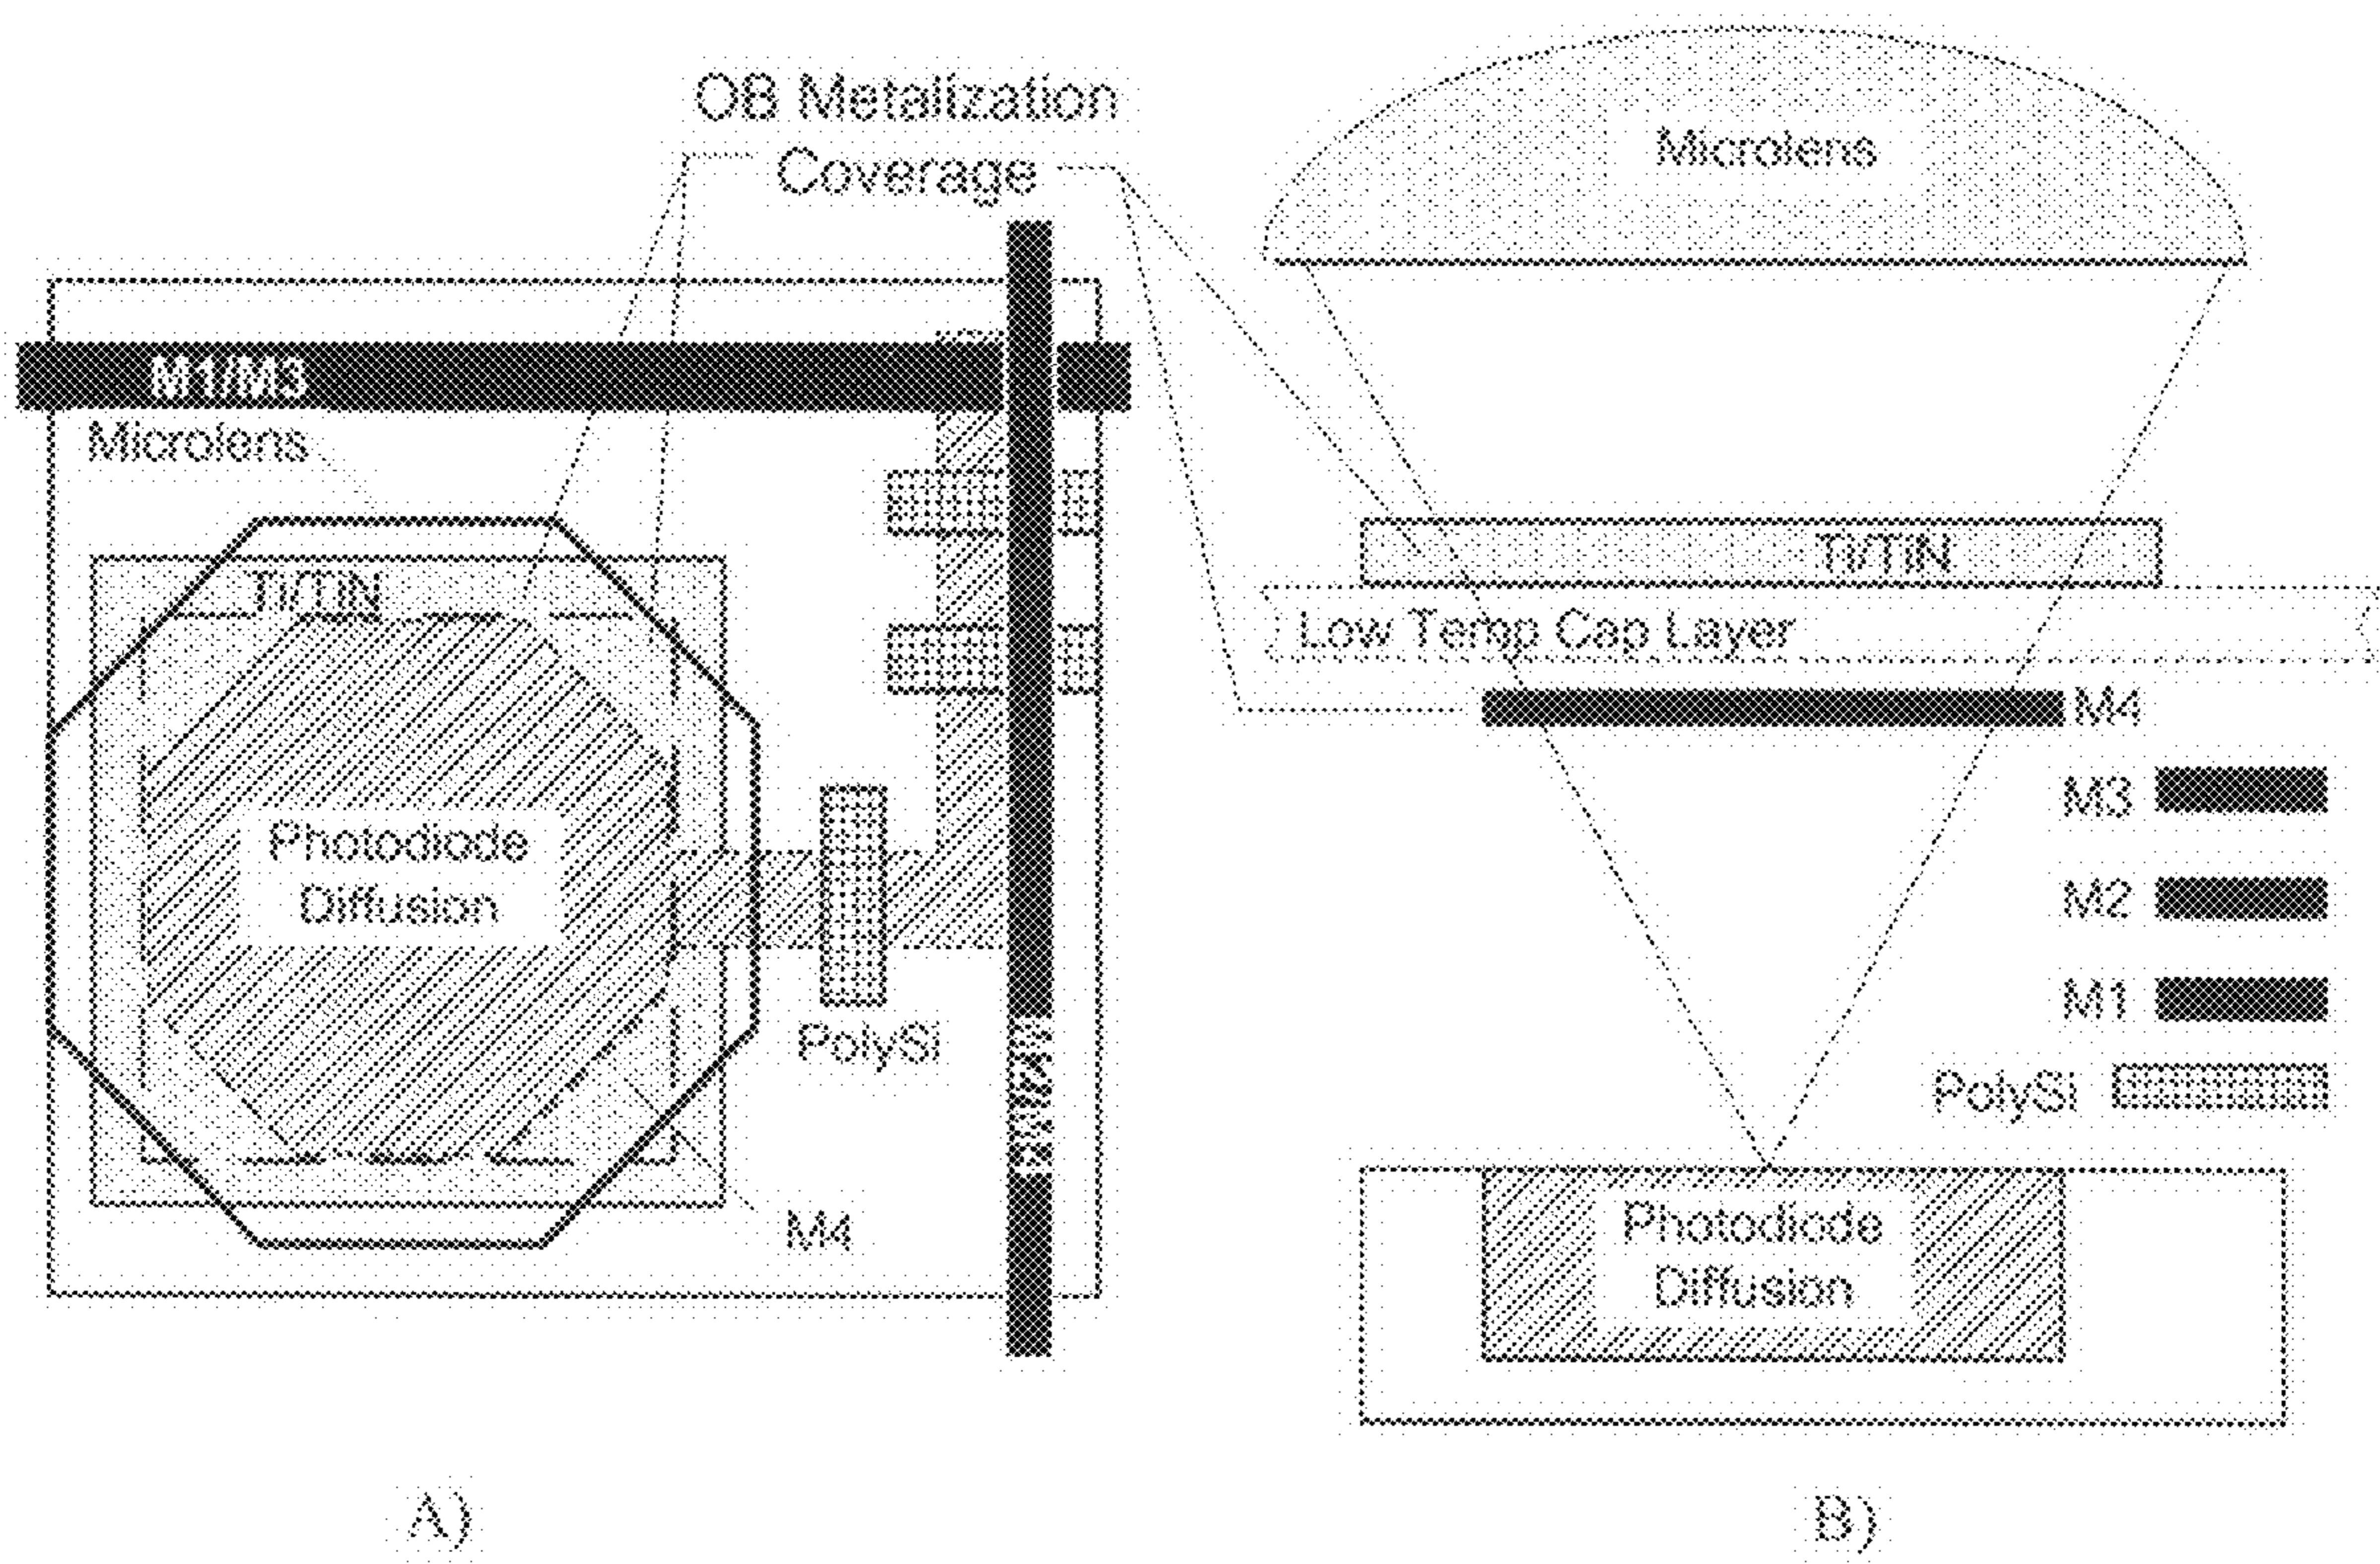 OB Metalization
Coverage
M1/M3
Microlens
Ti/TiN
Photodiode
Diffusion
PolySi
M4
A)
Microlens
Ti/TiN
Low Temp Cap Layer
M4
M3
M2
M1
PolySi
Photodiode
Diffusion
B)